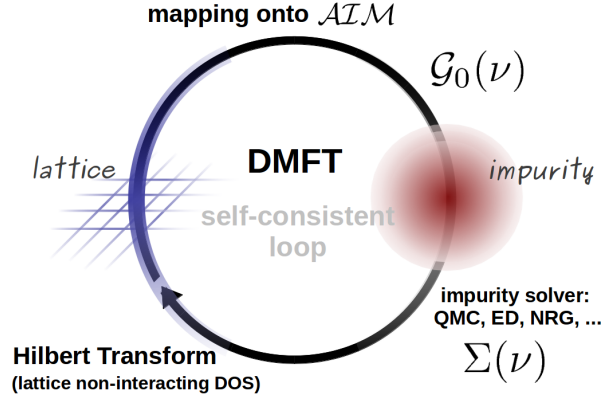 mapping onto 𝒜ℐℳ
𝒢₀(ν)
lattice
DMFT
impurity
self-consistent
loop
impurity solver:
QMC, ED, NRG, ...
Σ(ν)
Hilbert Transform
(lattice non-interacting DOS)